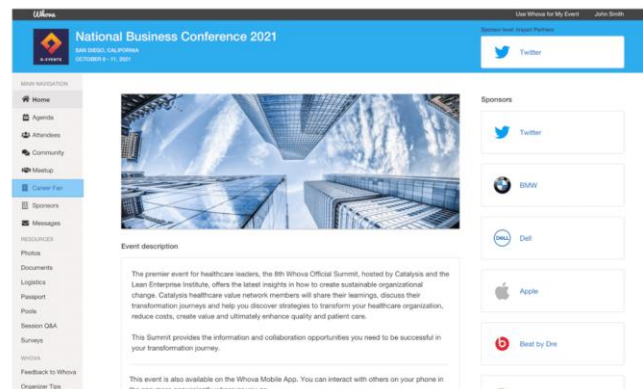 Whova
Use Whova for My Event
John Smith
National Business Conference 2021
SAN DIEGO, CALIFORNIA
OCTOBER 8 - 11, 2021
Sponsor level: Impact Partners
Twitter
MAIN NAVIGATION
Home
Agenda
Attendees
Community
Meetup
Career Fair
Sponsors
Messages
RESOURCES
Photos
Documents
Logistics
Passport
Pools
Session Q&A
Surveys
WHOVA
Feedback to Whova
Organizer Tips
Event description
The premier event for healthcare leaders, the 8th Whova Official Summit, hosted by Catalysis and the
Lean Enterprise Institute, offers the latest insights in how to create sustainable organizational
change. Catalysis healthcare value network members will share their learnings, discuss their
transformation journeys and help you discover strategies to transform your healthcare organization,
reduce costs, create value and ultimately enhance quality and patient care.
This Summit provides the information and collaboration opportunities you need to be successful in
your transformation journey.
This event is also available on the Whova Mobile App. You can interact with others on your phone in
Sponsors
Twitter
BMW
DELL
Dell
Apple
Beat by Dre